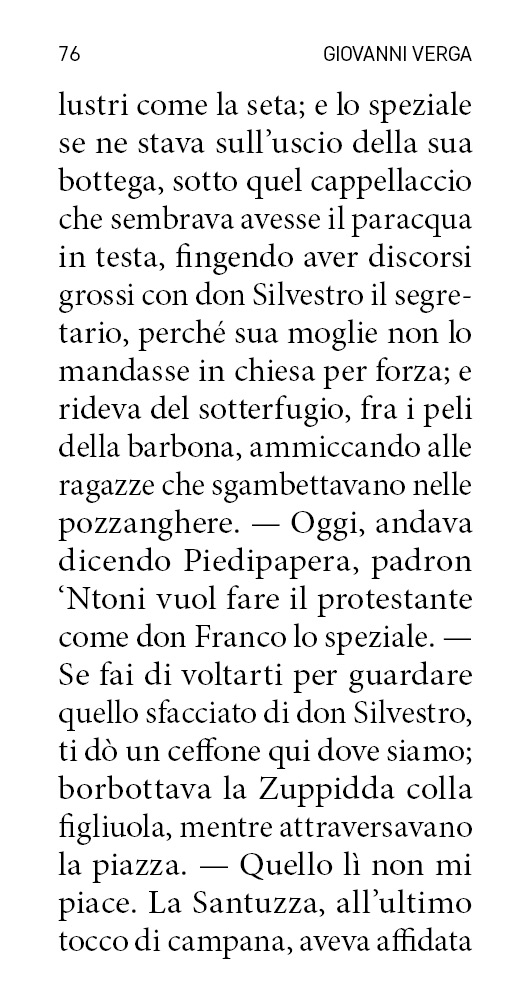 76 GIOVANNI VERGA
lustri come la seta; e lo speziale
se ne stava sull’uscio della sua
bottega, sotto quel cappellaccio
che sembrava avesse il paracqua
in testa, fingendo aver discorsi
grossi con don Silvestro il segre-
tario, perché sua moglie non lo
mandasse in chiesa per forza; e
rideva del sotterfugio, fra i peli
della barbona, ammiccando alle
ragazze che sgambettavano nelle
pozzanghere. — Oggi, andava
dicendo Piedipapera, padron
‘Ntoni vuol fare il protestante
come don Franco lo speziale. —
Se fai di voltarti per guardare
quello sfacciato di don Silvestro,
ti dò un ceffone qui dove siamo;
borbottava la Zuppidda colla
figliuola, mentre attraversavano
la piazza. — Quello lì non mi
piace. La Santuzza, all’ultimo
tocco di campana, aveva affidata